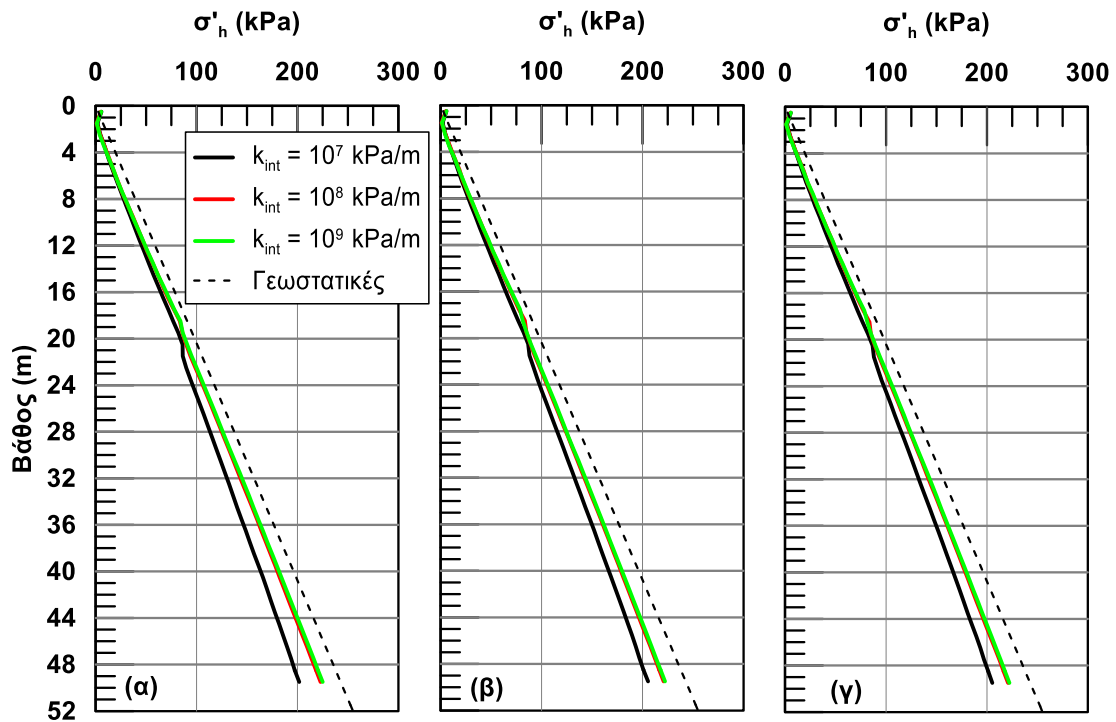 σ'h (kPa) σ'h (kPa) σ'h (kPa)
0 100 200 300 0 100 200 300 0 100 200 300
0
4
8
12
16
20
24
28
32
36
40
44
48
52
Βάθος (m)
kint = 10⁷ kPa/m
kint = 10⁸ kPa/m
kint = 10⁹ kPa/m
Γεωστατικές
(α) (β) (γ)